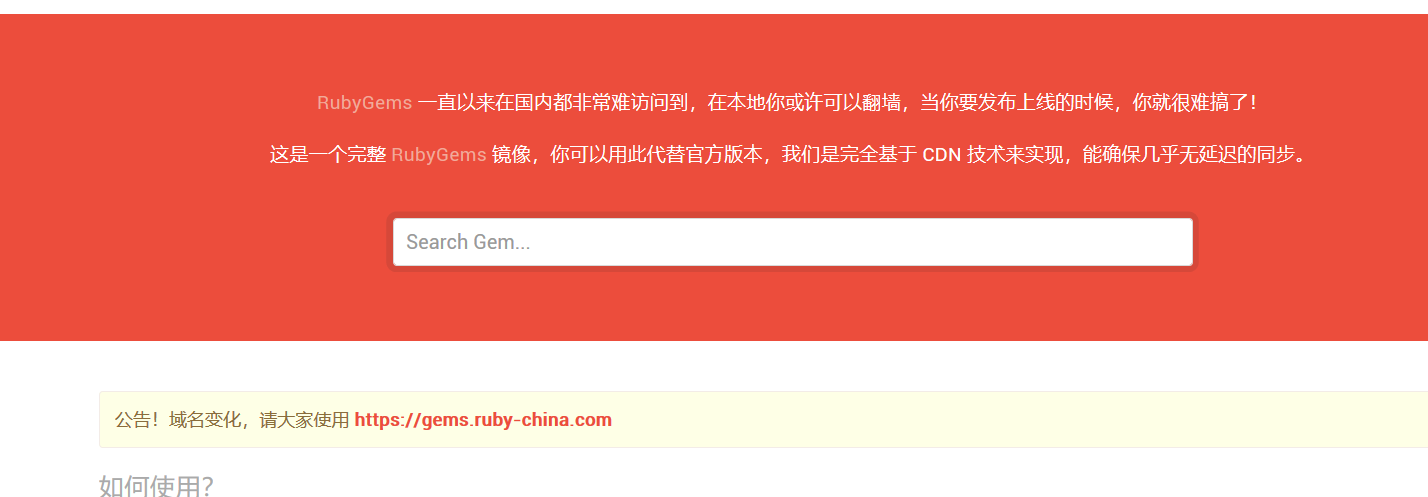 RubyGems 一直以来在国内都非常难访问到，在本地你或许可以翻墙，当你要发布上线的时候，你就很难搞了！
这是一个完整 RubyGems 镜像，你可以用此代替官方版本，我们是完全基于 CDN 技术来实现，能确保几乎无延迟的同步。
Search Gem...
公告！域名变化，请大家使用 https://gems.ruby-china.com
如何使用？